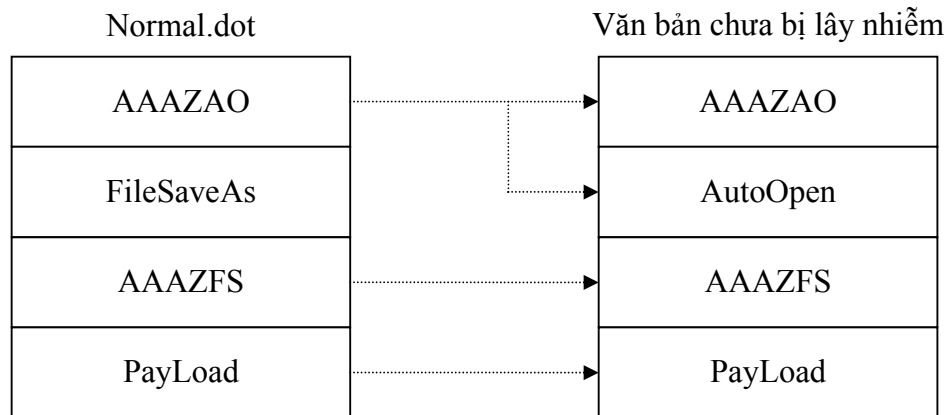 Normal.dot
Văn bản chưa bị lây nhiễm
AAAZAO
AAAZAO
FileSaveAs
AutoOpen
AAAZFS
AAAZFS
PayLoad
PayLoad